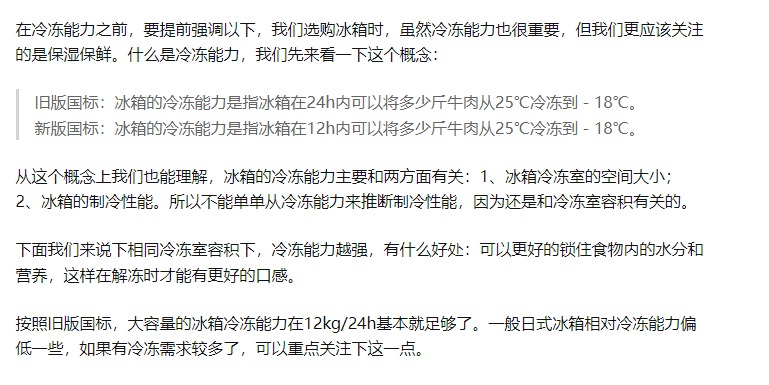 在冷冻能力之前，要提前强调以下，我们选购冰箱时，虽然冷冻能力也很重要，但我们更应该关注
的是保湿保鲜。什么是冷冻能力，我们先来看一下这个概念：
旧版国标：冰箱的冷冻能力是指冰箱在24h内可以将多少斤牛肉从25℃冷冻到 - 18℃。
新版国标：冰箱的冷冻能力是指冰箱在12h内可以将多少斤牛肉从25℃冷冻到 - 18℃。
从这个概念上我们也能理解，冰箱的冷冻能力主要和两方面有关：1、冰箱冷冻室的空间大小；
2、冰箱的制冷性能。所以不能单单从冷冻能力来推断制冷性能，因为还是和冷冻室容积有关的。
下面我们来说下相同冷冻室容积下，冷冻能力越强，有什么好处：可以更好的锁住食物内的水分和
营养，这样在解冻时才能有更好的口感。
按照旧版国标，大容量的冰箱冷冻能力在12kg/24h基本就足够了。一般日式冰箱相对冷冻能力偏
低一些，如果有冷冻需求较多了，可以重点关注下这一点。